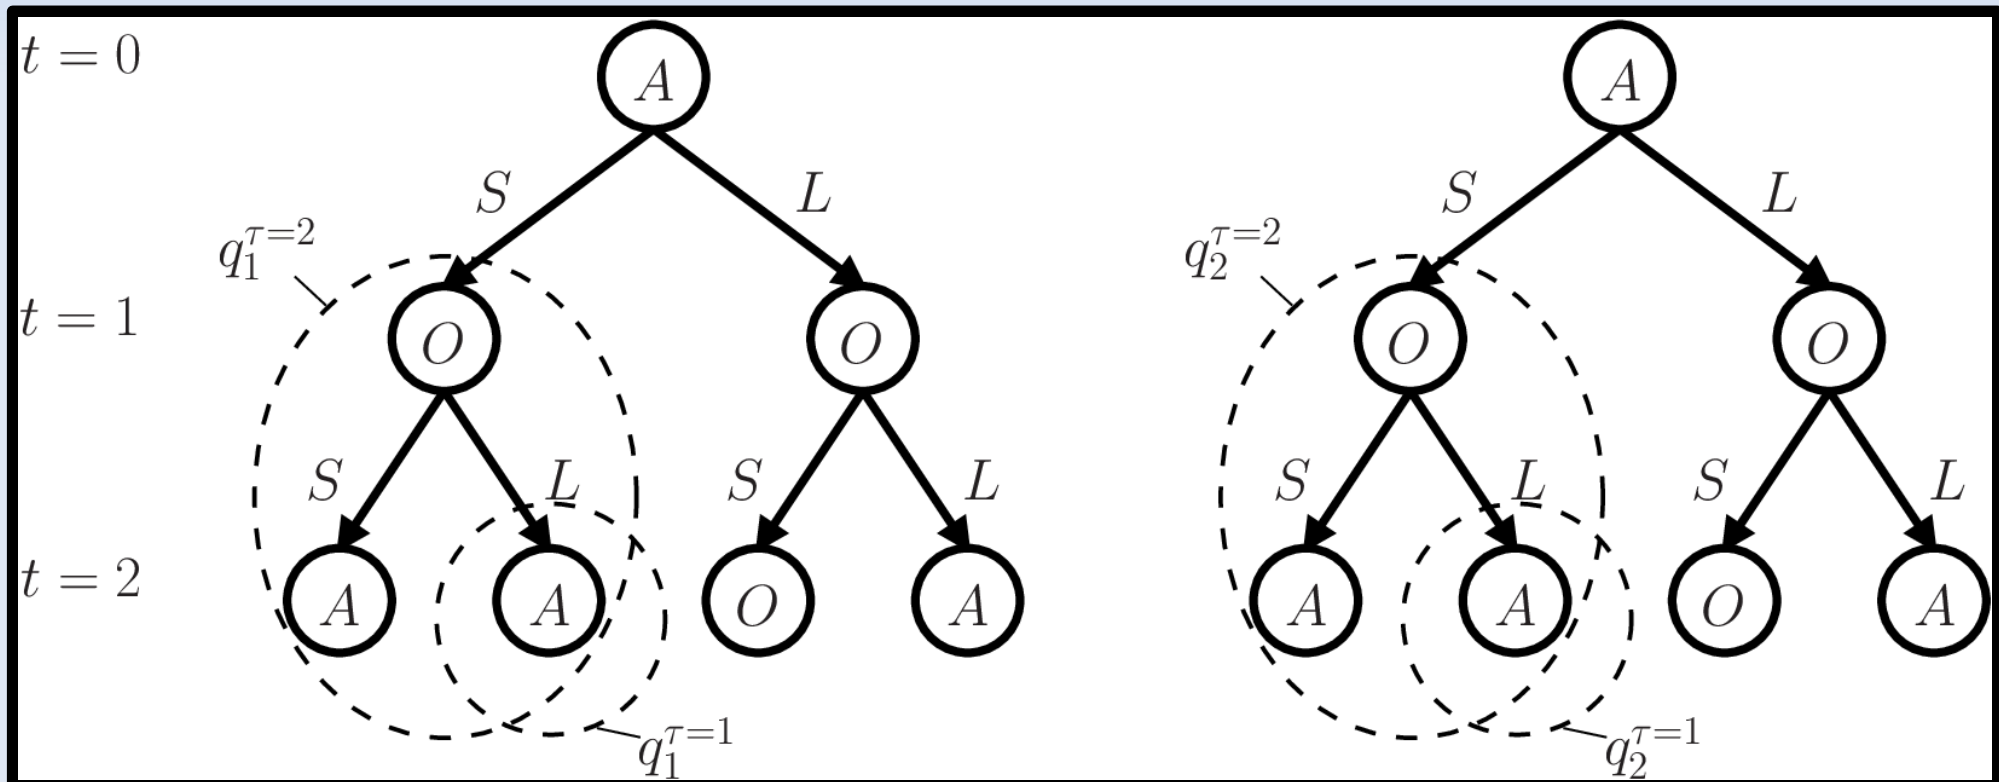 t = 0 A A
S L S L
q_1^{τ=2} q_2^{τ=2}
t = 1 O O O O
S L S L S L S L
t = 2 A A O A A A O A
q_1^{τ=1} q_2^{τ=1}